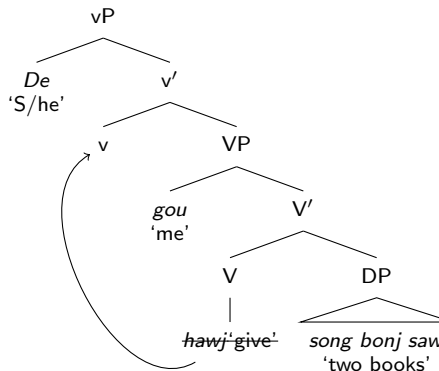 vP
De v′
'S/he'
v VP
gou V′
'me'
V DP
hawj'give' song bonj saw
'two books'